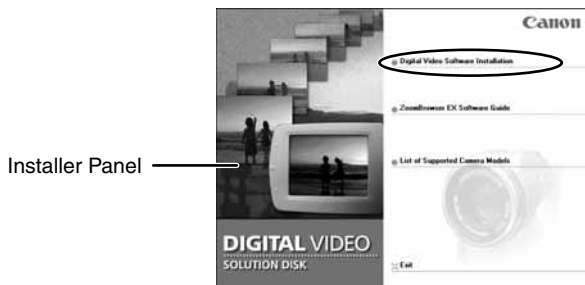 Canon
Digital Video Software Installation
ZoomBrowser EX Software Guide
List of Supported Camera Models
Installer Panel
DIGITAL VIDEO
SOLUTION DISK
Exit